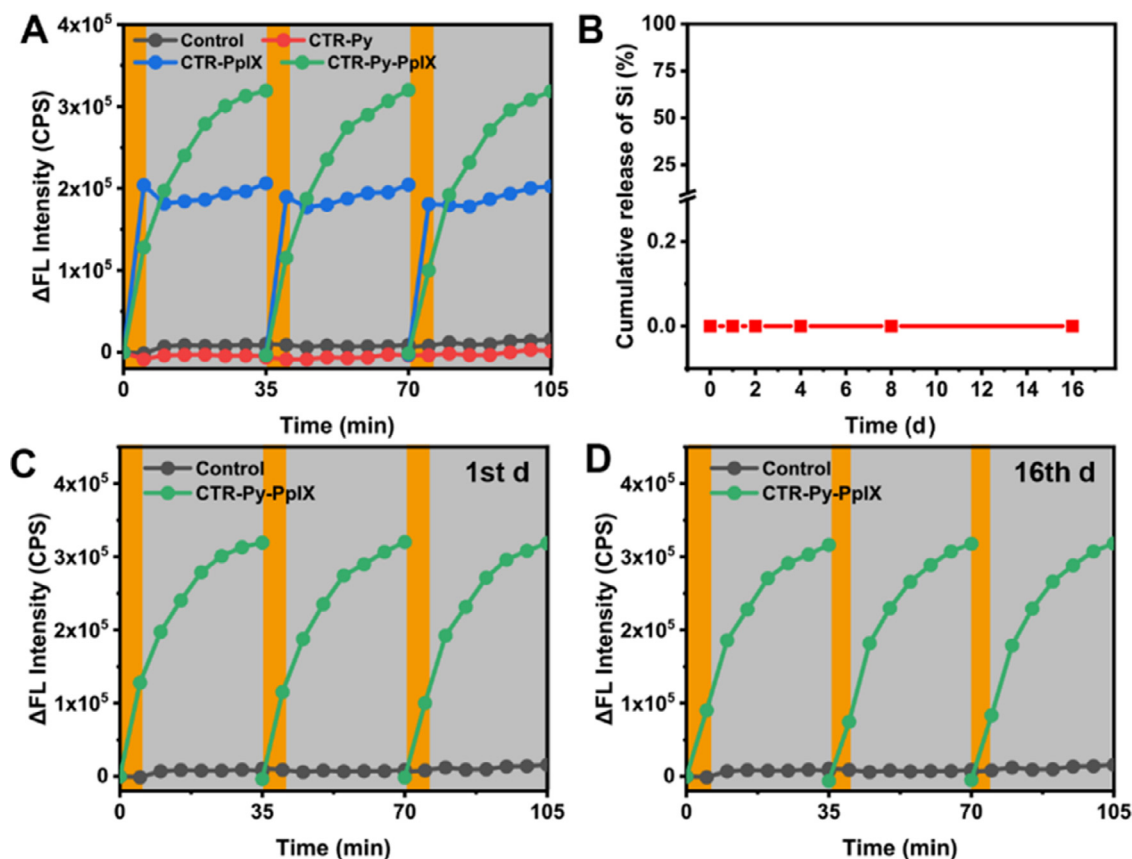 A
Control
CTR-Py
CTR-PpIX
CTR-Py-PpIX
ΔFL Intensity (CPS)
4x10⁵
3x10⁵
2x10⁵
1x10⁵
0
0 35 70 105
Time (min)
B
Cumulative release of Si (%)
100
75
50
25
0.2
0.0
0 2 4 6 8 10 12 14 16
Time (d)
C
Control
CTR-Py-PpIX
1st d
ΔFL Intensity (CPS)
4x10⁵
3x10⁵
2x10⁵
1x10⁵
0
0 35 70 105
Time (min)
D
Control
CTR-Py-PpIX
16th d
ΔFL Intensity (CPS)
4x10⁵
3x10⁵
2x10⁵
1x10⁵
0
0 35 70 105
Time (min)